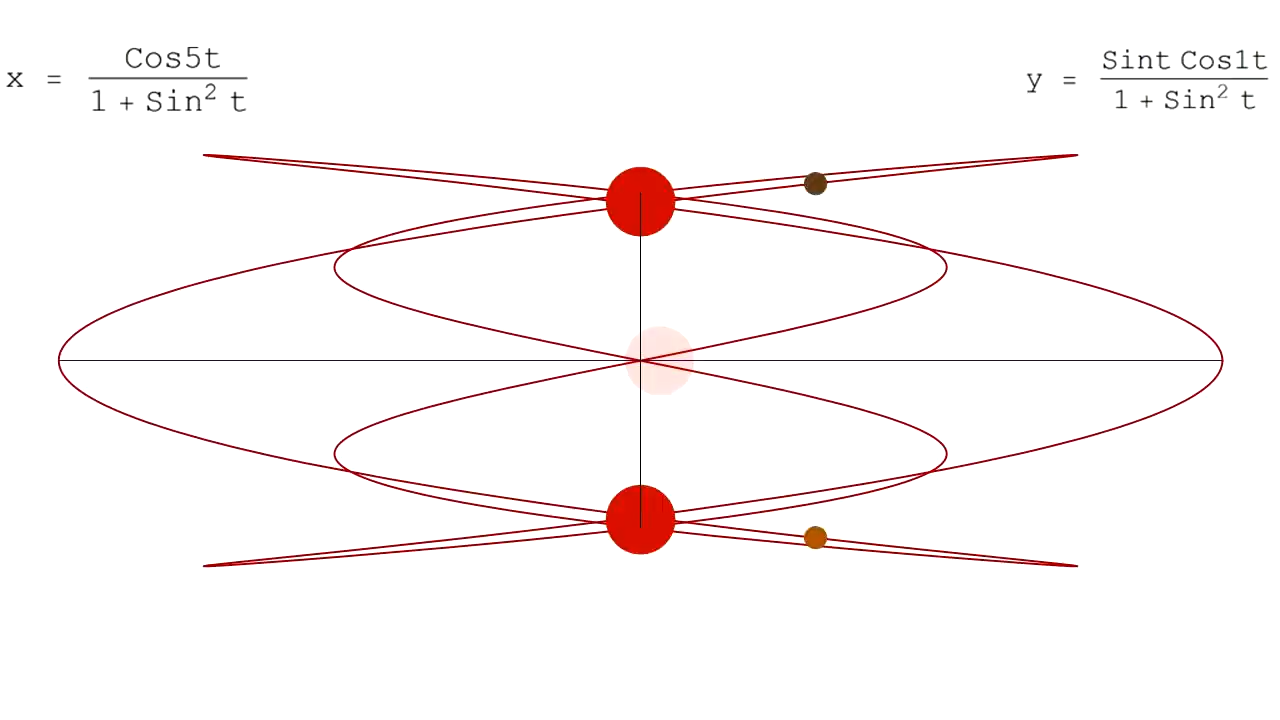 x = Cos5t / 1 + Sin² t
y = Sint Cos1t / 1 + Sin² t